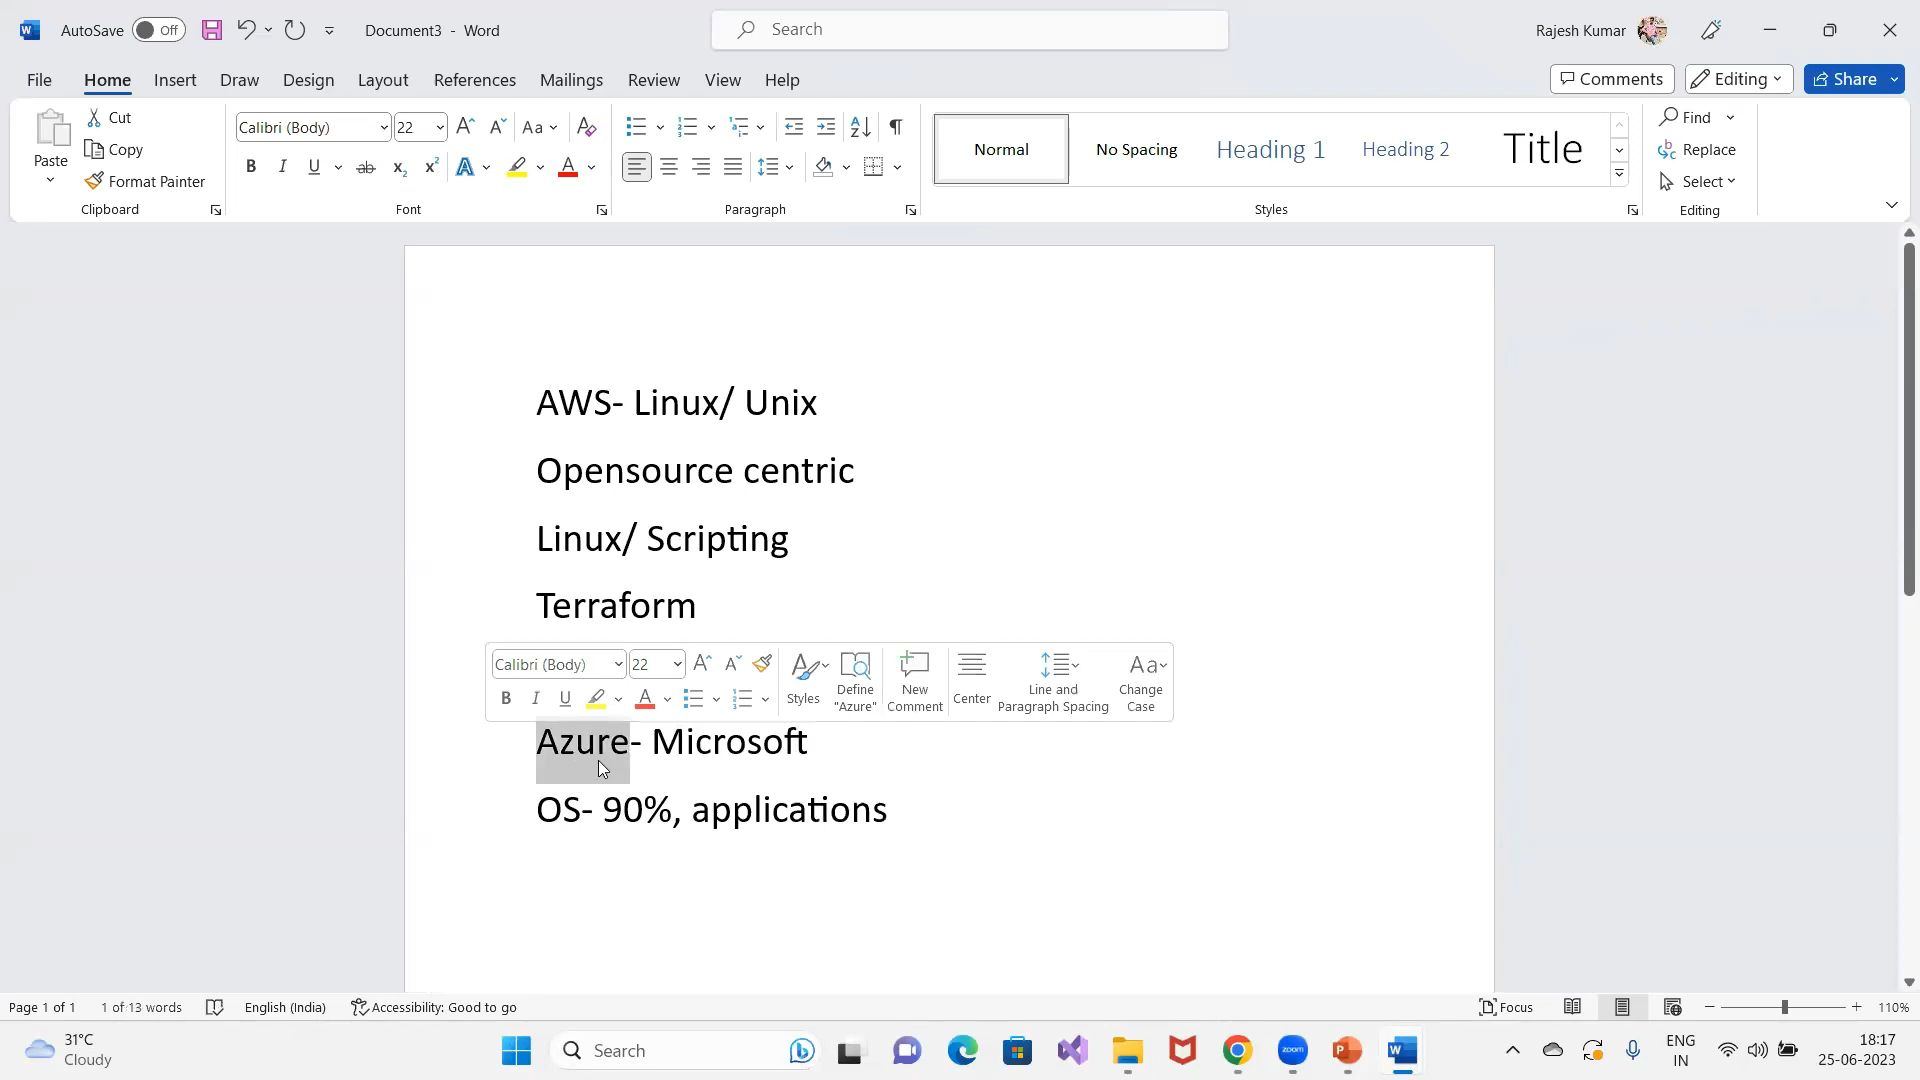 AutoSave Off Document3 - Word Search Rajesh Kumar
File Home Insert Draw Design Layout References Mailings Review View Help Comments Editing Share
Paste Cut Copy Format Painter Clipboard
Calibri (Body) 22 Aa
B I U ab x₂ x² A A
Font
Paragraph
Normal No Spacing Heading 1 Heading 2 Title
Styles
Find
Replace
Select
Editing
AWS- Linux/ Unix
Opensource centric
Linux/ Scripting
Terraform
Calibri (Body) 22 Styles Define "Azure" New Comment Center Line and Paragraph Spacing Aa Change Case
B I U A
Azure- Microsoft
OS- 90%, applications
Page 1 of 1 1 of 13 words English (India) Accessibility: Good to go Focus 110%
31°C
Cloudy
Search
zoom
ENG
IN
18:17
25-06-2023